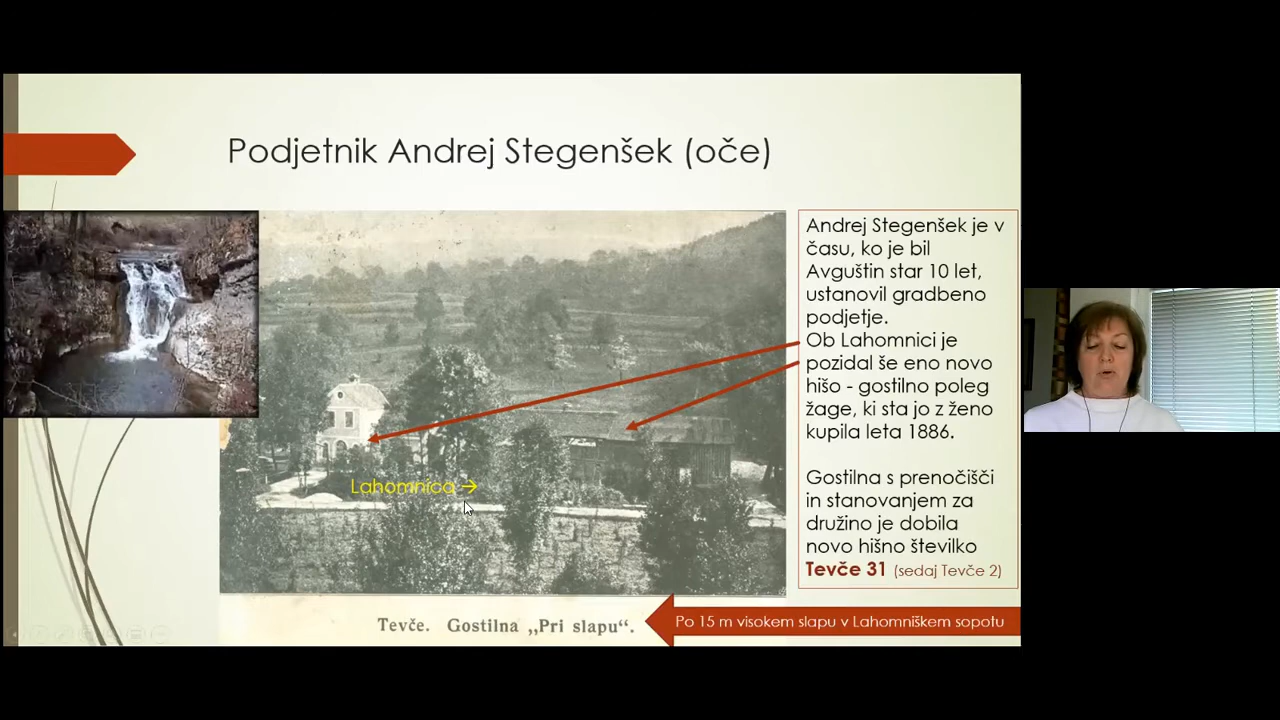 Podjetnik Andrej Stegenšek (oče)
Andrej Stegenšek je v
času, ko je bil
Avguštin star 10 let,
ustanovil gradbeno
podjetje.
Ob Lahomnici je
pozidal še eno novo
hišo - gostilno poleg
žage, ki sta jo z ženo
kupila leta 1886.
Gostilna s prenočišči
in stanovanjem za
družino je dobila
novo hišno številko
Tevče 31 (sedaj Tevče 2)
Lahomnica →
Tevče. Gostilna „Pri slapu“.
Po 15 m visokem slapu v Lahomniškem sopotu